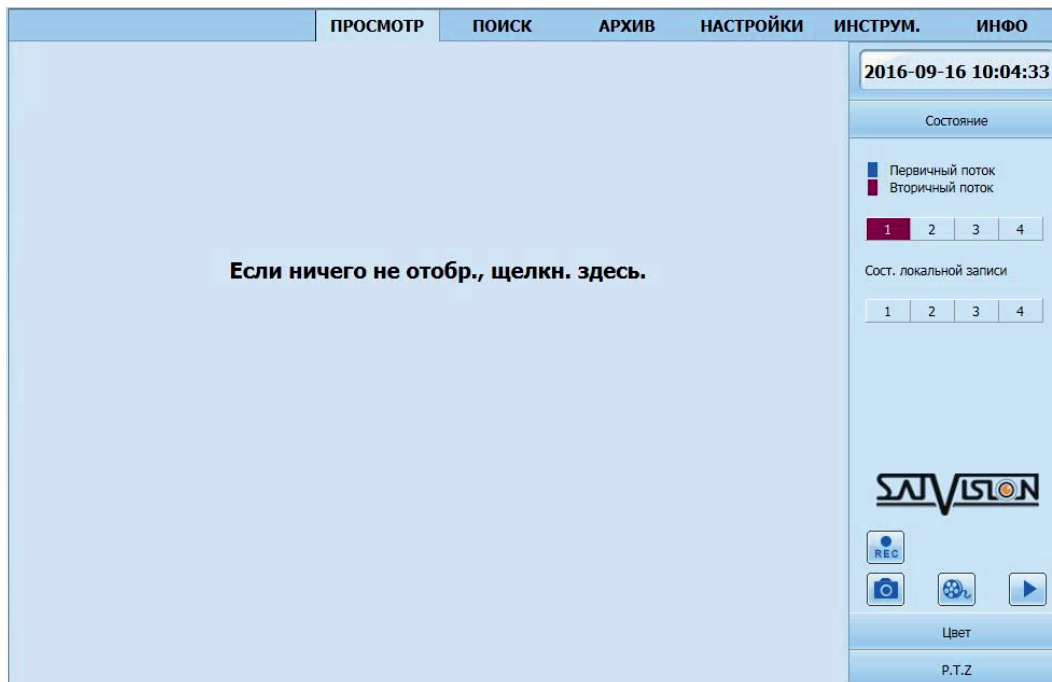 ПРОСМОТР ПОИСК АРХИВ НАСТРОЙКИ ИНСТРУМ. ИНФО
2016-09-16 10:04:33
Состояние
Первичный поток
Вторичный поток
1 2 3 4
Если ничего не отобр., щелкн. здесь.
Сост. локальной записи
1 2 3 4
SATVISION
REC
Цвет
P.T.Z